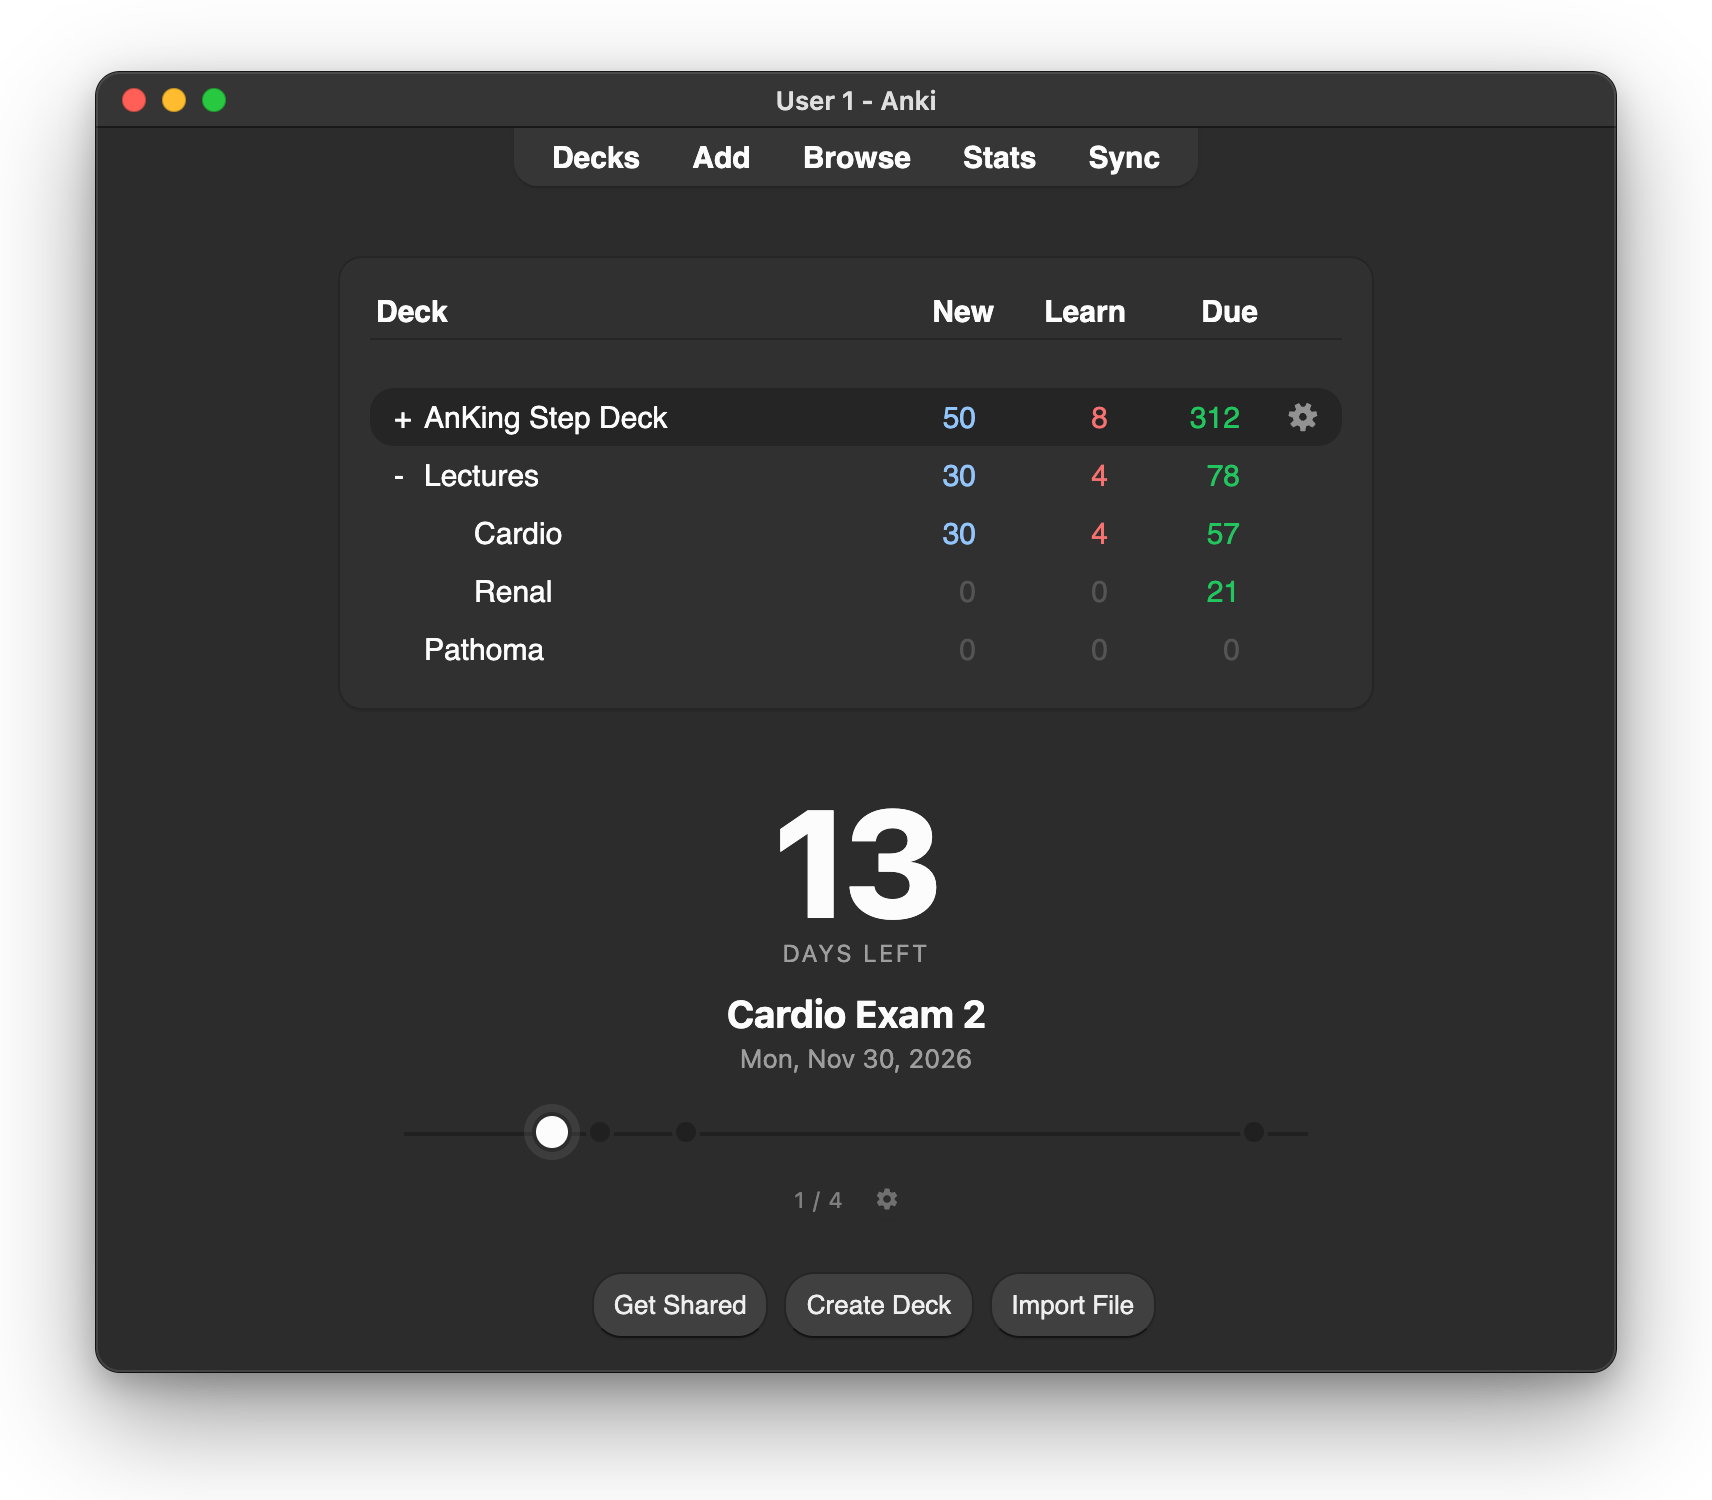 User 1 - Anki
Decks Add Browse Stats Sync
Deck New Learn Due
+ AnKing Step Deck 50 8 312
- Lectures 30 4 78
Cardio 30 4 57
Renal 0 0 21
Pathoma 0 0 0
13
DAYS LEFT
Cardio Exam 2
Mon, Nov 30, 2026
1 / 4
Get Shared Create Deck Import File